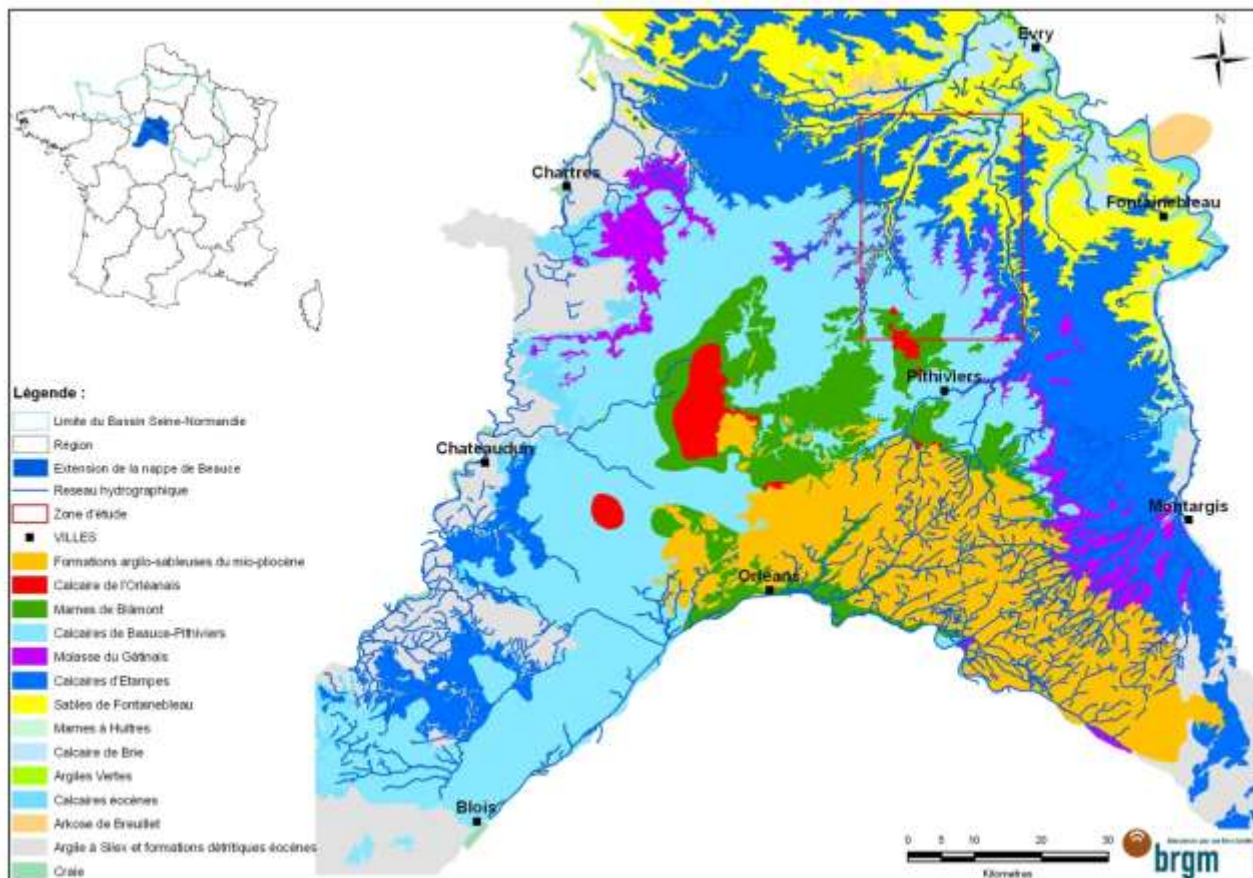 N
Evry
Chartres
Fontainebleau
Pithiviers
Chateaudun
Montargis
Orléans
Blois
Légende :
Limite du Bassin Seine-Normandie
Région
Extension de la nappe de Beauce
Reseau hydrographique
Zone d'étude
VILLES
Formations argilo-sableuses du mio-pliocène
Calcaire de l'Orléanais
Marnes de Blâmont
Calcaires de Beauce-Pithiviers
Molasse du Gâtinais
Calcaires d'Etampes
Sables de Fontainebleau
Marnes à Huîtres
Calcaire de Brie
Argiles Vertes
Calcaires éocènes
Arkose de Breuillet
Argile à Silex et formations détritiques éocènes
Craie
0 5 10 20 30
Kilometres
brgm